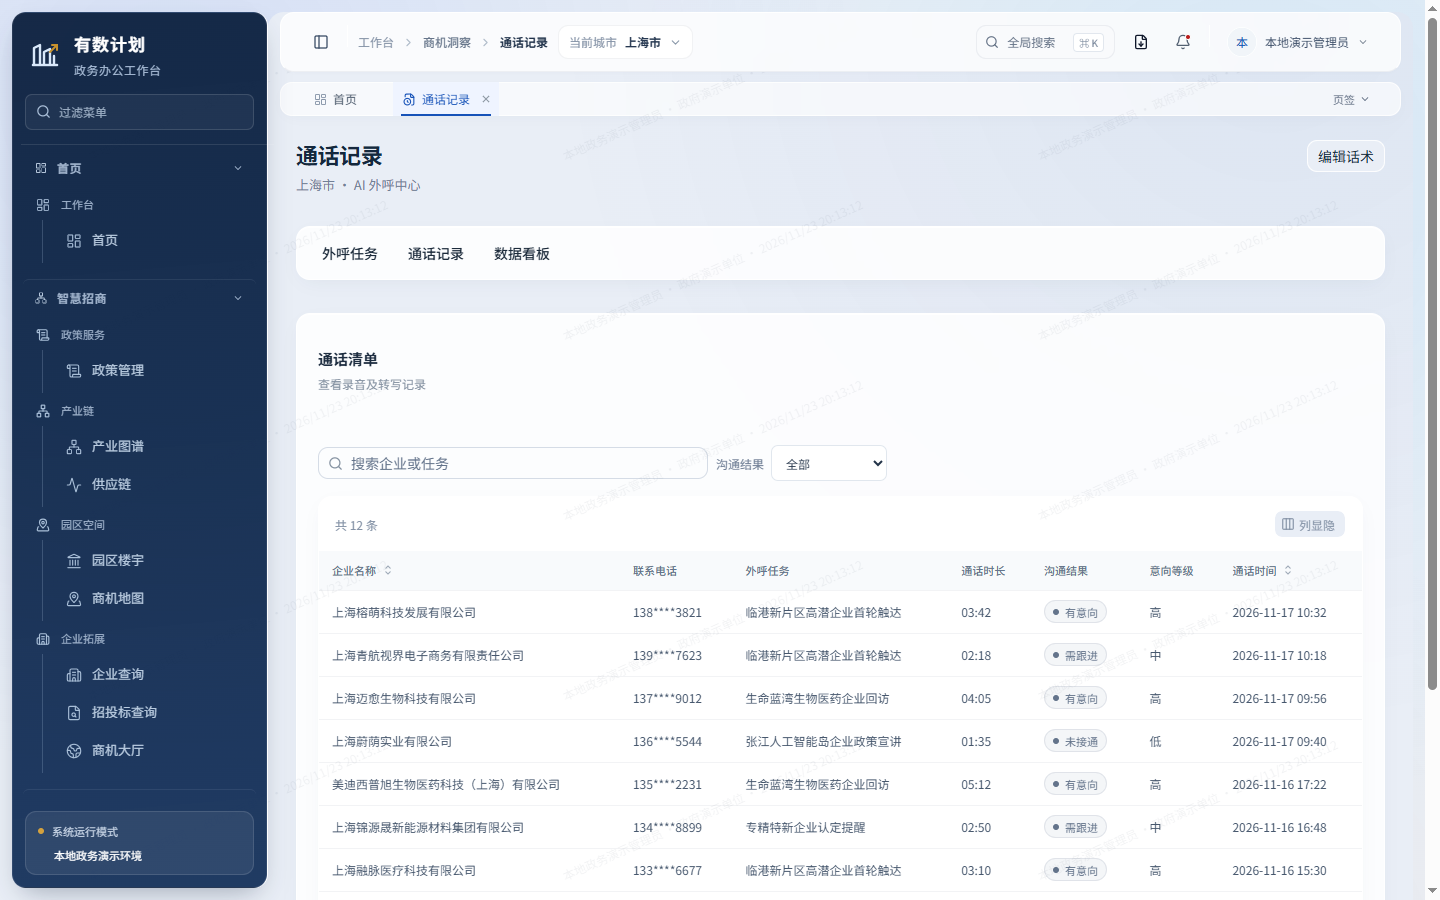 有数计划
政务办公工作台
过滤菜单
首页
工作台
首页
智慧招商
政策服务
政策管理
产业链
产业图谱
供应链
园区空间
园区楼宇
商机地图
企业拓展
企业查询
招投标查询
商机大厅
系统运行模式
本地政务演示环境
工作台 > 商机洞察 > 通话记录 当前城市 上海市
全局搜索 ⌘K
本 本地演示管理员
首页 通话记录 ×
页签
通话记录
上海市 • AI 外呼中心
编辑话术
外呼任务 通话记录 数据看板
通话清单
查看录音及转写记录
搜索企业或任务 沟通结果 全部
共 12 条
列显隐
企业名称 联系电话 外呼任务 通话时长 沟通结果 意向等级 通话时间
上海榕萌科技发展有限公司 138****3821 临港新片区高潜企业首轮触达 03:42 有意向 高 2026-11-17 10:32
上海青航视界电子商务有限责任公司 139****7623 临港新片区高潜企业首轮触达 02:18 需跟进 中 2026-11-17 10:18
上海迈愈生物科技有限公司 137****9012 生命蓝湾生物医药企业回访 04:05 有意向 高 2026-11-17 09:56
上海蔚荫实业有限公司 136****5544 张江人工智能岛企业政策宣讲 01:35 未接通 低 2026-11-17 09:40
美迪西普旭生物医药科技（上海）有限公司 135****2231 生命蓝湾生物医药企业回访 05:12 有意向 高 2026-11-16 17:22
上海锦源晟新能源材料集团有限公司 134****8899 专精特新企业认定提醒 02:50 需跟进 中 2026-11-16 16:48
上海融脉医疗科技有限公司 133****6677 临港新片区高潜企业首轮触达 03:10 有意向 高 2026-11-16 15:30
本地政务演示管理员 · 政府演示单位 · 2026/11/23 20:13:12